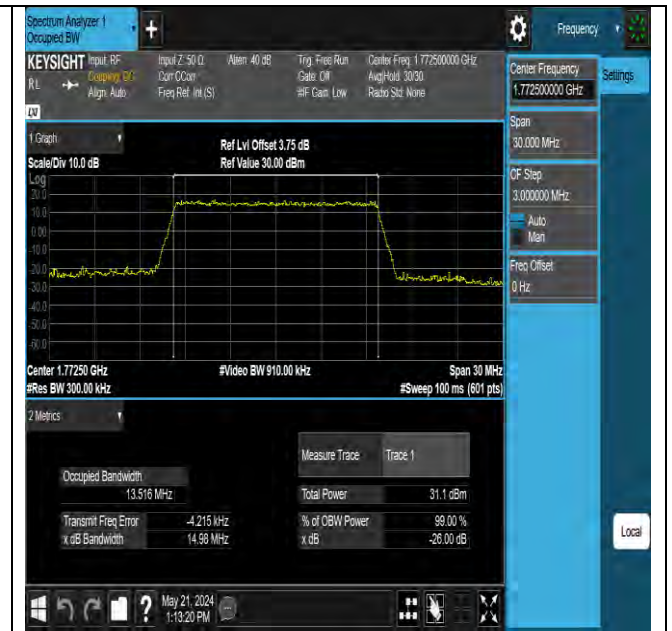 Spectrum Analyzer 1
Occupied BW
+
Frequency
KEYSIGHT Input: RF Input Z: 50 Ω Atten: 40 dB Trig: Free Run Center Freq: 1.772500000 GHz
RL Coupling: DC Corr CCorr Gate: Off Avg|Hold: 30/30
Align: Auto Freq Ref: Int (S) #IF Gain: Low Radio Std: None
LXI
Center Frequency
1.772500000 GHz
Settings
Span
30.000 MHz
CF Step
3.000000 MHz
Auto
Man
Freq Offset
0 Hz
Local
1 Graph
Ref Lvl Offset 3.75 dB
Scale/Div 10.0 dB Ref Value 30.00 dBm
Log
20.0
10.0
0.00
-10.0
-20.0
-30.0
-40.0
-50.0
-60.0
Center 1.77250 GHz #Video BW 910.00 kHz Span 30 MHz
#Res BW 300.00 kHz #Sweep 100 ms (601 pts)
2 Metrics
Measure Trace Trace 1
Occupied Bandwidth
13.516 MHz
Total Power 31.1 dBm
Transmit Freq Error -4.215 kHz
% of OBW Power 99.00 %
x dB Bandwidth 14.98 MHz
x dB -26.00 dB
?
May 21, 2024
1:13:20 PM